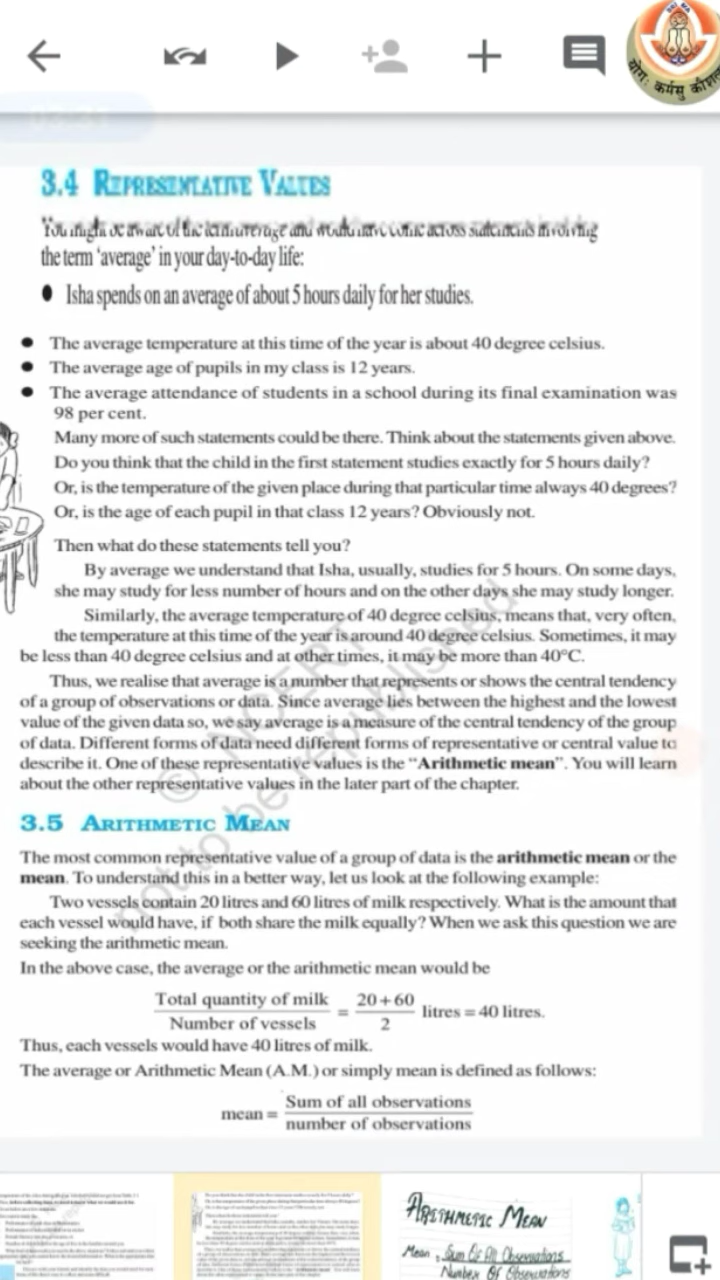 योग: कर्मसु कौशल
3.4 REPRESENTATIVE VALUES
You might be aware of the term average and would have come across statements involving
the term ‘average’ in your day-to-day life:
● Isha spends on an average of about 5 hours daily for her studies.
● The average temperature at this time of the year is about 40 degree celsius.
● The average age of pupils in my class is 12 years.
● The average attendance of students in a school during its final examination was
98 per cent.
Many more of such statements could be there. Think about the statements given above.
Do you think that the child in the first statement studies exactly for 5 hours daily?
Or, is the temperature of the given place during that particular time always 40 degrees?
Or, is the age of each pupil in that class 12 years? Obviously not.
Then what do these statements tell you?
By average we understand that Isha, usually, studies for 5 hours. On some days,
she may study for less number of hours and on the other days she may study longer.
Similarly, the average temperature of 40 degree celsius, means that, very often,
the temperature at this time of the year is around 40 degree celsius. Sometimes, it may
be less than 40 degree celsius and at other times, it may be more than 40°C.
Thus, we realise that average is a number that represents or shows the central tendency
of a group of observations or data. Since average lies between the highest and the lowest
value of the given data so, we say average is a measure of the central tendency of the group
of data. Different forms of data need different forms of representative or central value to
describe it. One of these representative values is the “Arithmetic mean”. You will learn
about the other representative values in the later part of the chapter.
© NCERT
not to be republished
3.5 ARITHMETIC MEAN
The most common representative value of a group of data is the arithmetic mean or the
mean. To understand this in a better way, let us look at the following example:
Two vessels contain 20 litres and 60 litres of milk respectively. What is the amount that
each vessel would have, if both share the milk equally? When we ask this question we are
seeking the arithmetic mean.
In the above case, the average or the arithmetic mean would be
Total quantity of milk / Number of vessels = 20+60 / 2 litres = 40 litres.
Thus, each vessels would have 40 litres of milk.
The average or Arithmetic Mean (A.M.) or simply mean is defined as follows:
mean = Sum of all observations / number of observations
ARITHMETIC MEAN
Mean = Sum Of All Observations
Number Of Observations